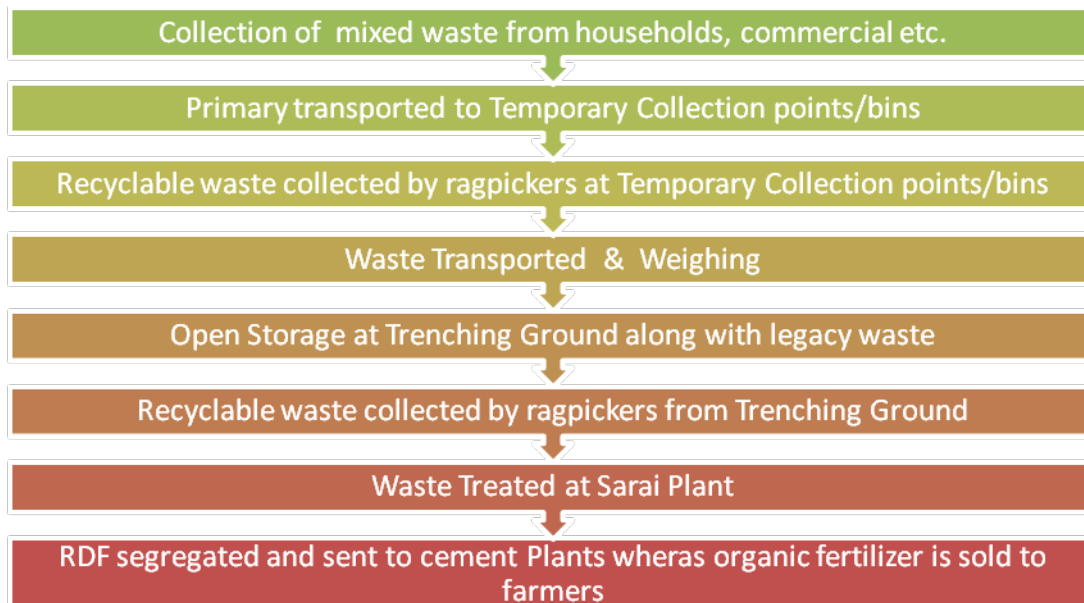 Collection of mixed waste from households, commercial etc.
Primary transported to Temporary Collection points/bins
Recyclable waste collected by ragpickers at Temporary Collection points/bins
Waste Transported & Weighing
Open Storage at Trenching Ground along with legacy waste
Recyclable waste collected by ragpickers from Trenching Ground
Waste Treated at Sarai Plant
RDF segregated and sent to cement Plants wheras organic fertilizer is sold to
farmers